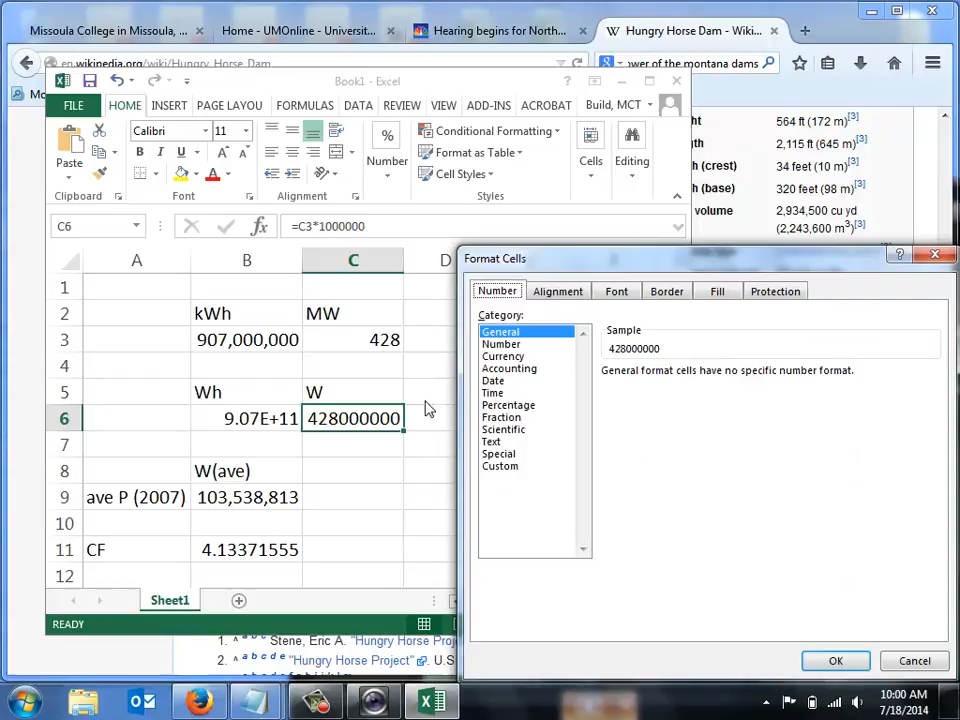 Missoula College in Missoula, ...
Home - UMOnline - Universit...
Hearing begins for North...
W Hungry Horse Dam - Wiki...
en.wikipedia.org/wiki/Hungry_Horse_Dam
wer of the montana dams
Mo
Book1 - Excel
FILE HOME INSERT PAGE LAYOUT FORMULAS DATA REVIEW VIEW ADD-INS ACROBAT Build, MCT
Paste
Calibri 11
B I U
A A
A
%
Number
Conditional Formatting
Format as Table
Cell Styles
Cells
Editing
Clipboard Font Alignment Styles
C6 fx =C3*1000000
A B C D
1
2 kWh MW
3 907,000,000 428
4
5 Wh W
6 9.07E+11 428000000
7
8 W(ave)
9 ave P (2007) 103,538,813
10
11 CF 4.13371555
12
Sheet1
READY
ht 564 ft (172 m)[3]
th 2,115 ft (645 m)[3]
h (crest) 34 feet (10 m)[3]
h (base) 320 feet (98 m)[3]
volume 2,934,500 cu yd
(2,243,600 m3)[3]
Format Cells
Number Alignment Font Border Fill Protection
Category:
General
Number
Currency
Accounting
Date
Time
Percentage
Fraction
Scientific
Text
Special
Custom
Sample
428000000
General format cells have no specific number format.
OK Cancel
1. ^ a b c Stene, Eric A. "Hungry Horse Proj
2. ^ a b c d e "Hungry Horse Project". U.S
10:00 AM
7/18/2014